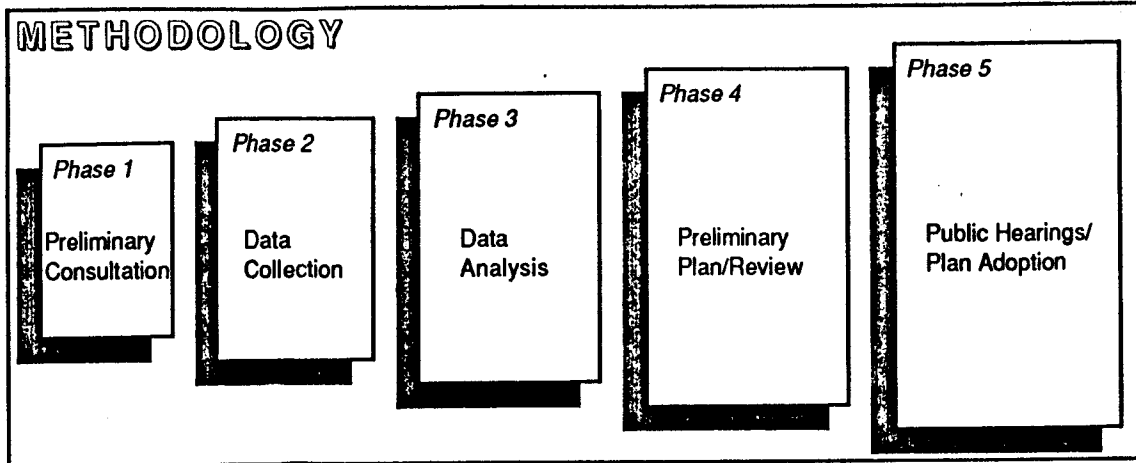 METHODOLOGY
Phase 1
Preliminary
Consultation
Phase 2
Data
Collection
Phase 3
Data
Analysis
Phase 4
Preliminary
Plan/Review
Phase 5
Public Hearings/
Plan Adoption